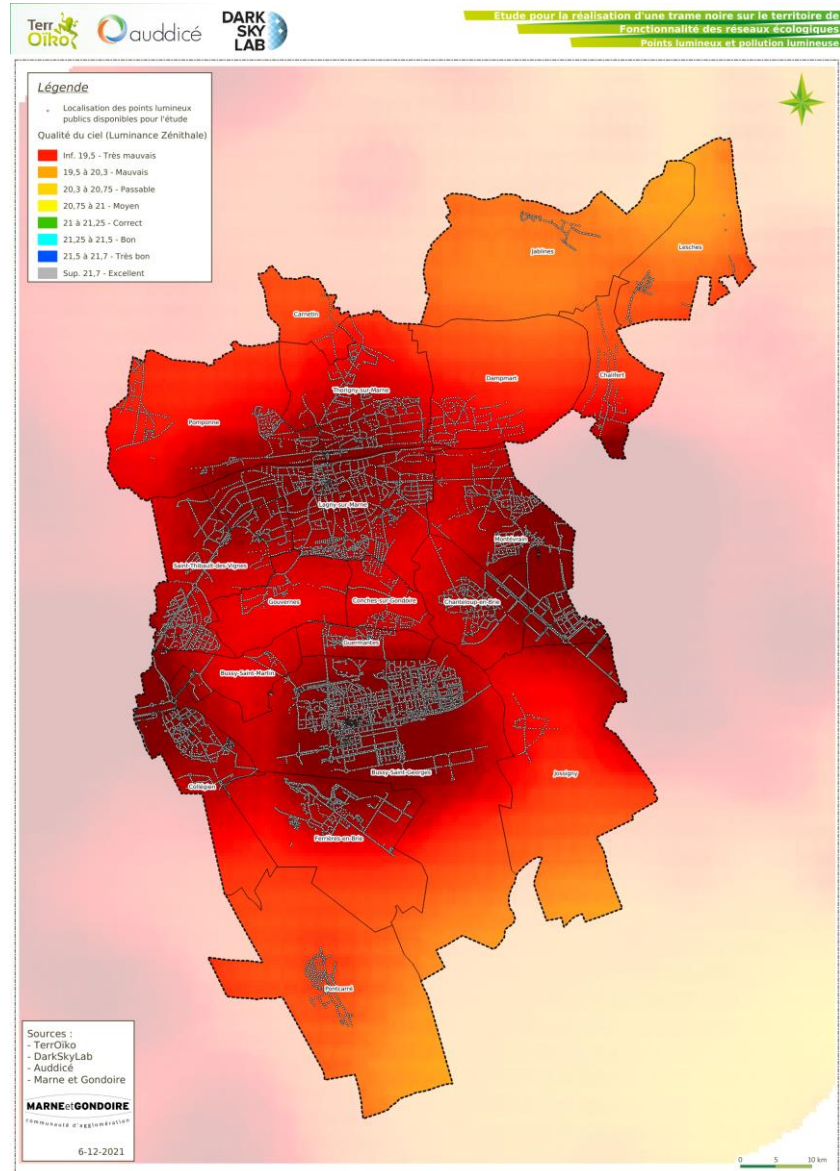 Terr
Oïko
auddicé
DARK
SKY
LAB
Etude pour la réalisation d'une trame noire sur le territoire de
Fonctionnalité des réseaux écologiques
Points lumineux et pollution lumineuse
Légende
Localisation des points lumineux
publics disponibles pour l'étude
Qualité du ciel (Luminance Zénithale)
Inf. 19,5 - Très mauvais
19,5 à 20,3 - Mauvais
20,3 à 20,75 - Passable
20,75 à 21 - Moyen
21 à 21,25 - Correct
21,25 à 21,5 - Bon
21,5 à 21,7 - Très bon
Sup. 21,7 - Excellent
Jablines
Lesches
Carnetin
Chalifert
Thorigny-sur-Marne
Dampmart
Pomponne
Lagny-sur-Marne
Montévrain
Saint-Thibault-des-Vignes
Gouvernes
Conches-sur-Gondoire
Chanteloup-en-Brie
Guermantes
Bussy-Saint-Martin
Bussy-Saint-Georges
Jossigny
Collégien
Ferrières-en-Brie
Pontcarré
Sources :
- TerrOïko
- DarkSkyLab
- Auddicé
- Marne et Gondoire
MARNE et GONDOIRE
communauté d'agglomération
6-12-2021
0 5 10 km